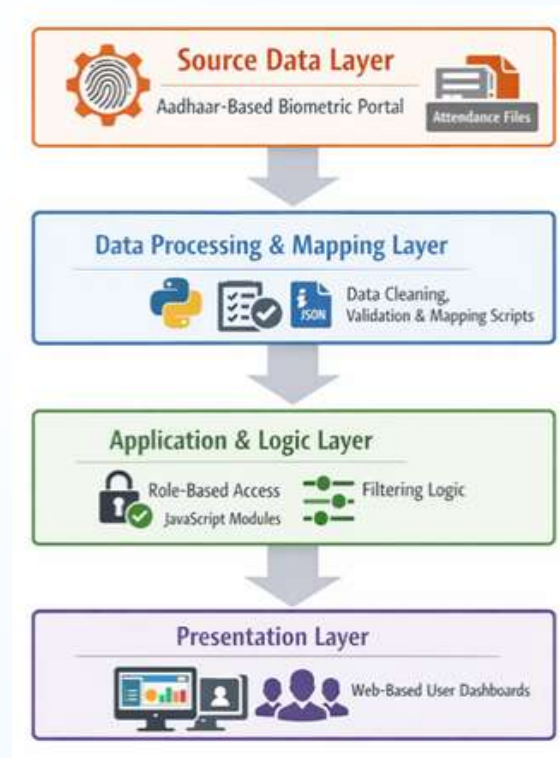 Source Data Layer
Aadhaar-Based Biometric Portal
Attendance Files
Data Processing & Mapping Layer
i
JSON
Data Cleaning,
Validation & Mapping Scripts
Application & Logic Layer
Role-Based Access
JavaScript Modules
Filtering Logic
Presentation Layer
Web-Based User Dashboards